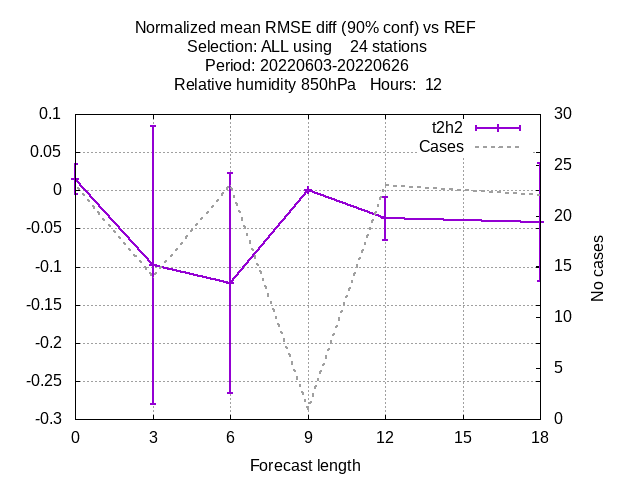 Normalized mean RMSE diff (90% conf) vs REF
Selection: ALL using 24 stations
Period: 20220603-20220626
Relative humidity 850hPa Hours: 12
t2h2
Cases
0.1
0.05
0
-0.05
-0.1
-0.15
-0.2
-0.25
-0.3
30
25
20
15
10
5
0
No cases
0 3 6 9 12 15 18
Forecast length